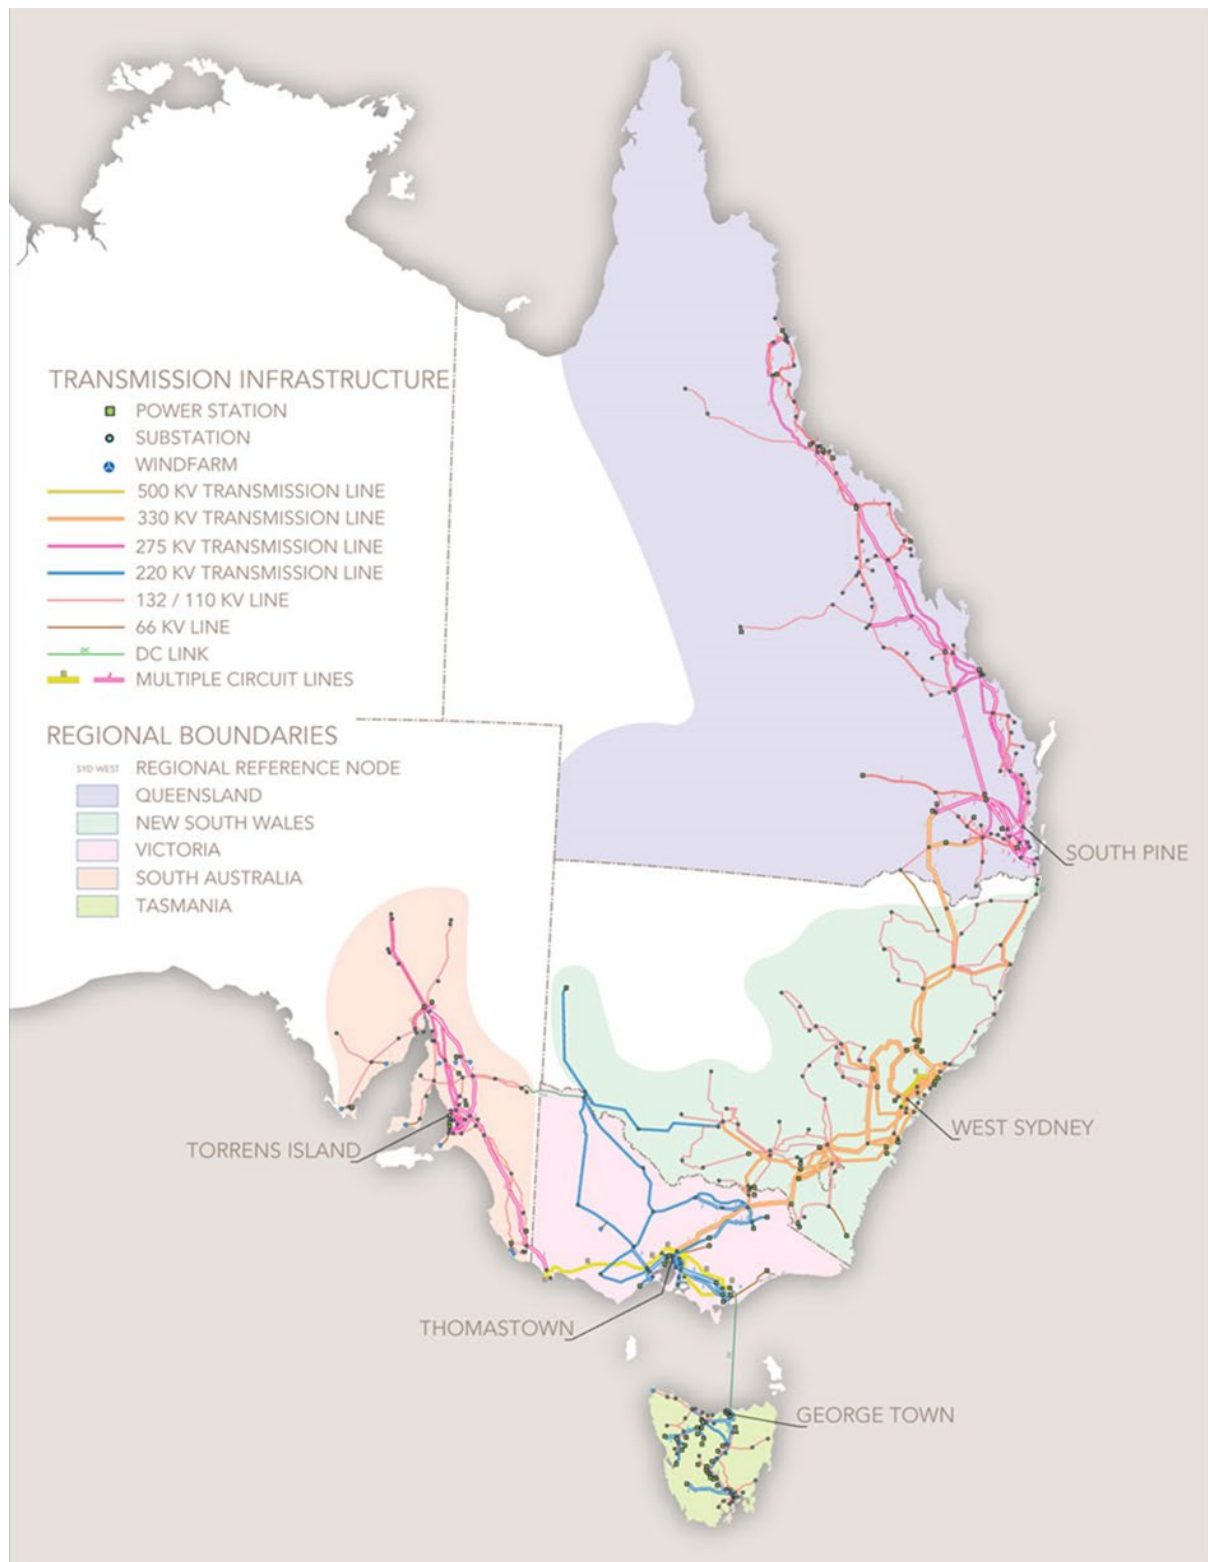 TRANSMISSION INFRASTRUCTURE
POWER STATION
SUBSTATION
WINDFARM
500 KV TRANSMISSION LINE
330 KV TRANSMISSION LINE
275 KV TRANSMISSION LINE
220 KV TRANSMISSION LINE
132 / 110 KV LINE
66 KV LINE
DC LINK
MULTIPLE CIRCUIT LINES
REGIONAL BOUNDARIES
SYD WEST REGIONAL REFERENCE NODE
QUEENSLAND
NEW SOUTH WALES
VICTORIA
SOUTH AUSTRALIA
TASMANIA
SOUTH PINE
WEST SYDNEY
TORRENS ISLAND
THOMASTOWN
GEORGE TOWN